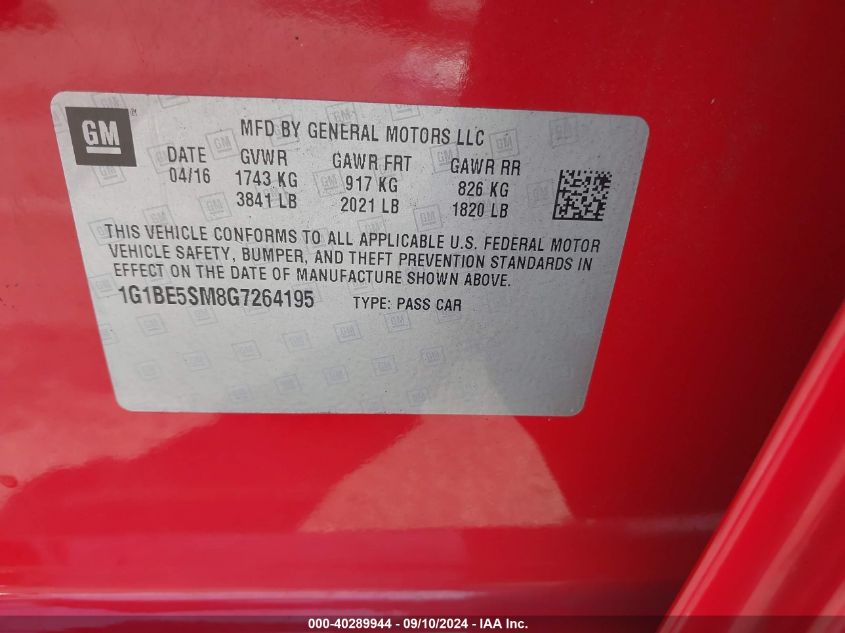 GM
MFD BY GENERAL MOTORS LLC
DATE GVWR GAWR FRT GAWR RR
04/16 1743 KG 917 KG 826 KG
3841 LB 2021 LB 1820 LB
THIS VEHICLE CONFORMS TO ALL APPLICABLE U.S. FEDERAL MOTOR
VEHICLE SAFETY, BUMPER, AND THEFT PREVENTION STANDARDS IN
EFFECT ON THE DATE OF MANUFACTURE SHOWN ABOVE.
1G1BE5SM8G7264195 TYPE: PASS CAR
000-40289944 - 09/10/2024 - IAA Inc.